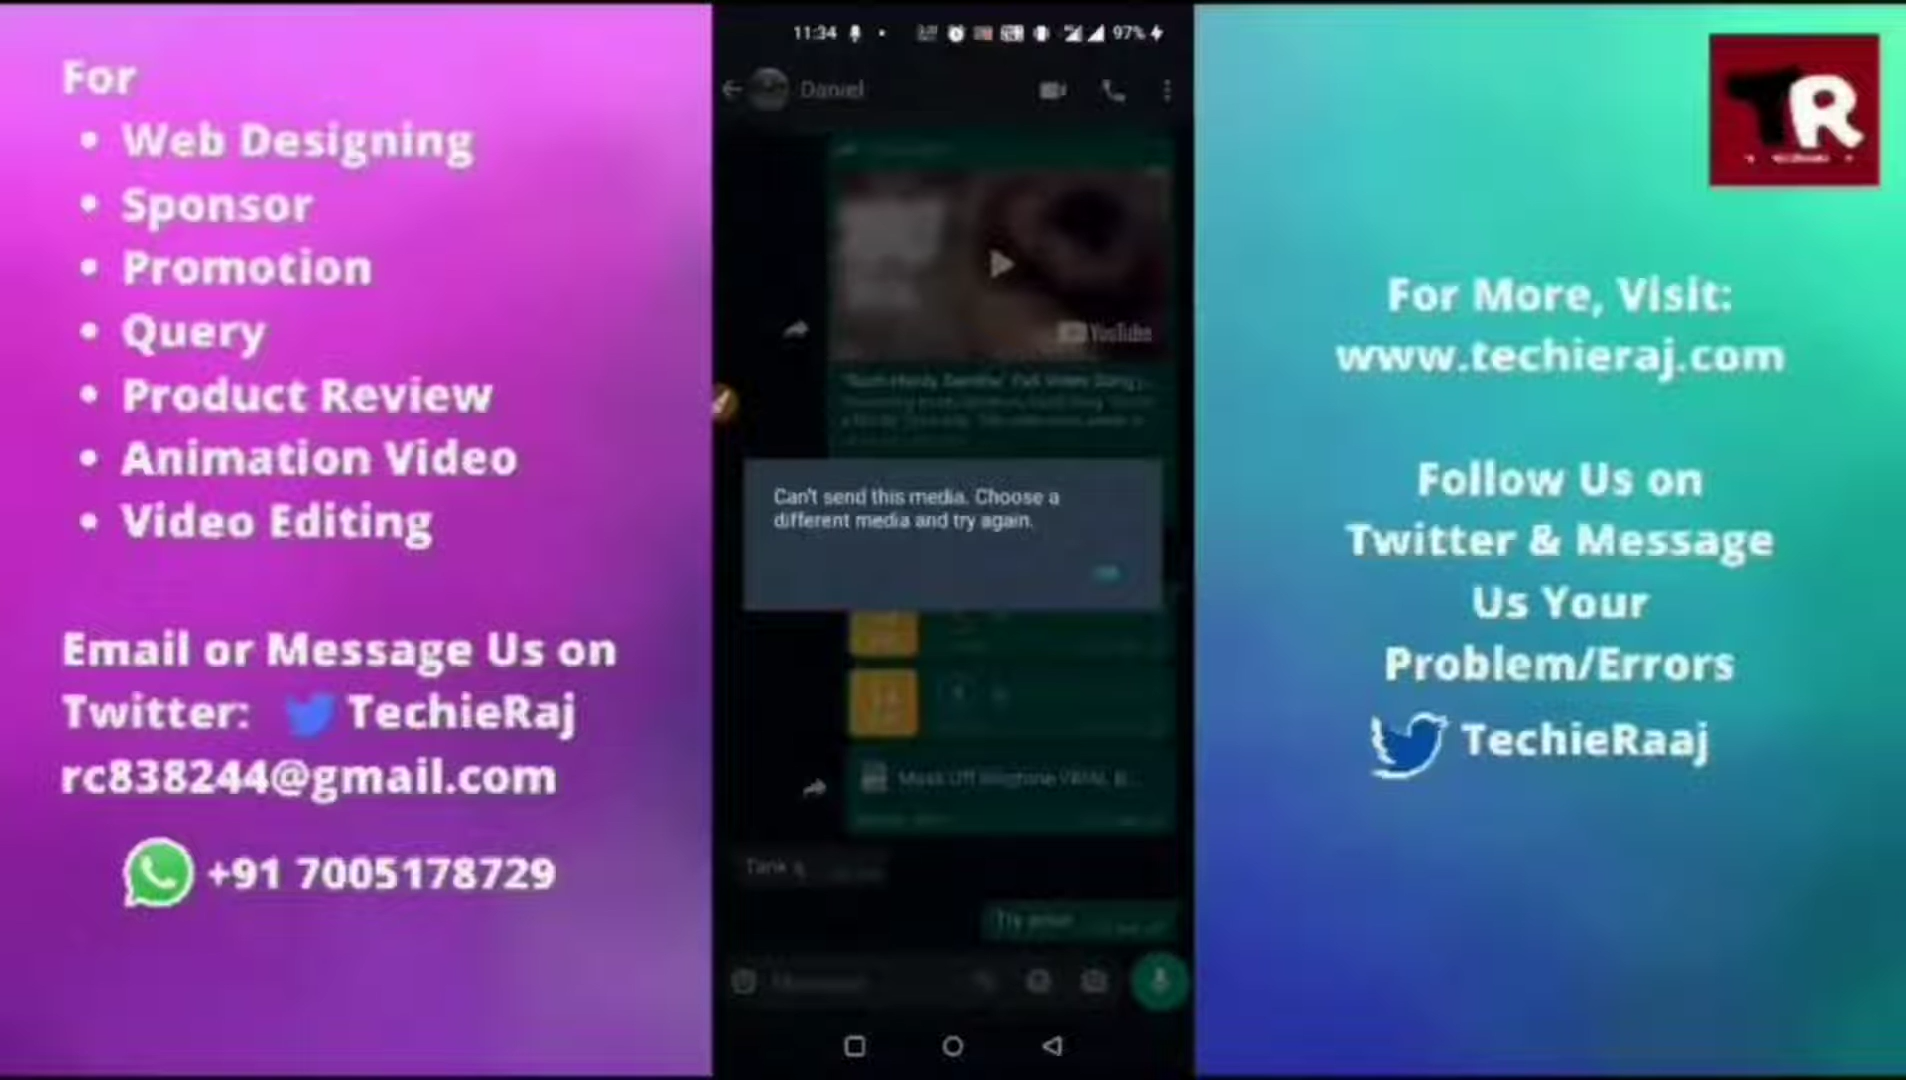 For
• Web Designing
• Sponsor
• Promotion
• Query
• Product Review
• Animation Video
• Video Editing
Email or Message Us on
Twitter: TechieRaj
rc838244@gmail.com
+91 7005178729
11:34
97%
Daniel
YouTube
Can't send this media. Choose a
different media and try again.
TR
For More, Visit:
www.techieraj.com
Follow Us on
Twitter & Message
Us Your
Problem/Errors
TechieRaaj